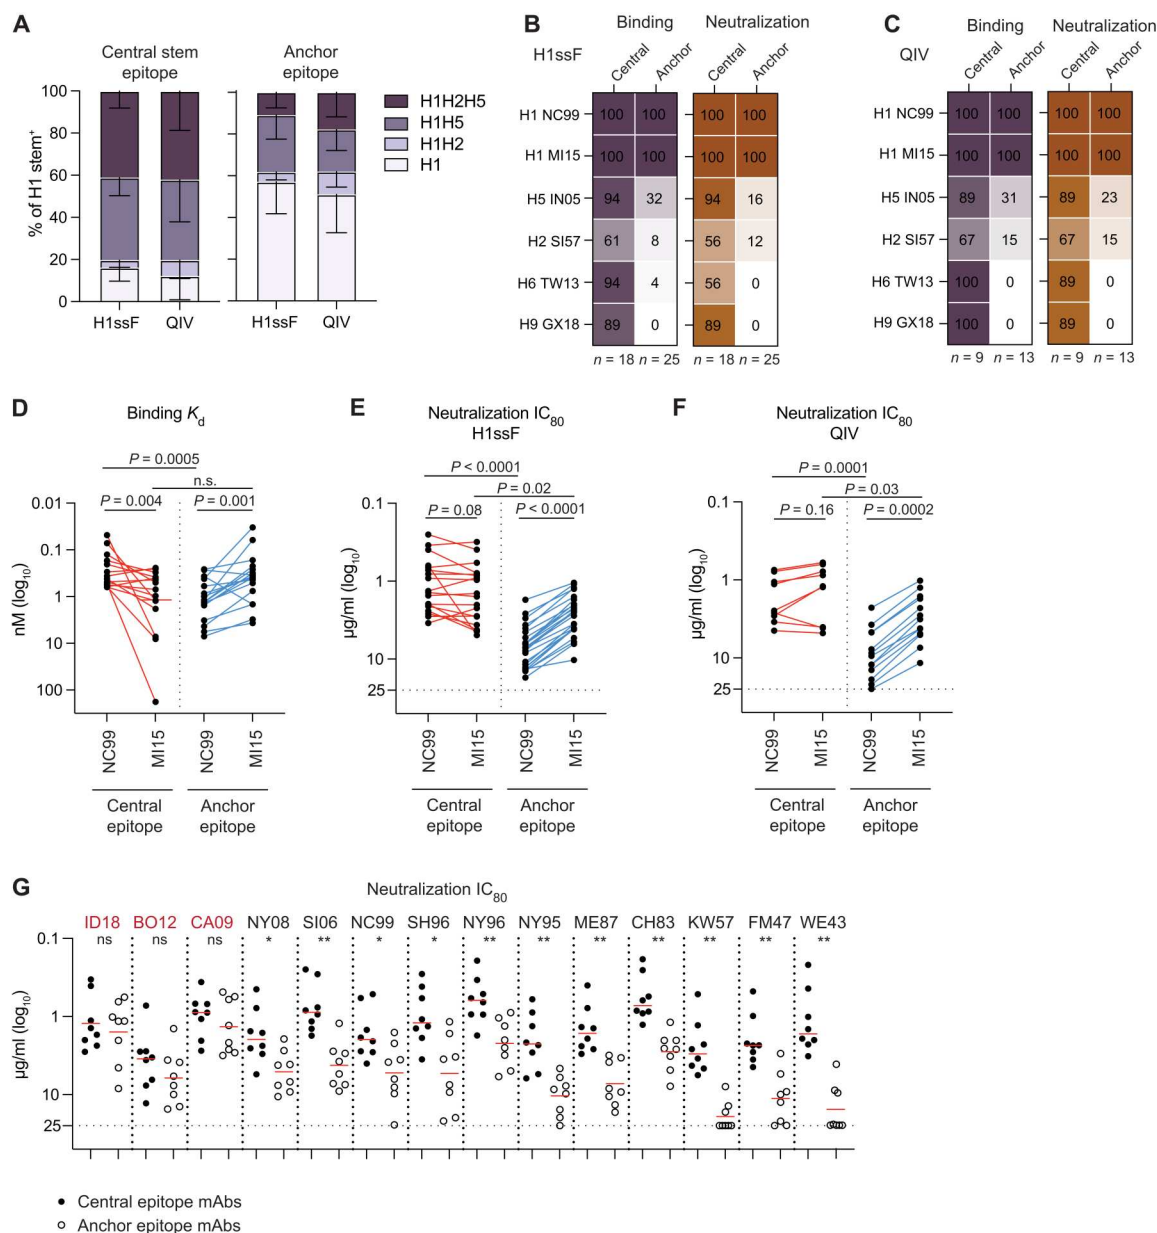 A
Central stem
epitope
Anchor
epitope
% of H1 stem⁺
100
80
60
40
20
0
H1ssF
QIV
H1ssF
QIV
H1H2H5
H1H5
H1H2
H1
B
Binding
Neutralization
H1ssF
Central
Anchor
Central
Anchor
H1 NC99 100 100 100 100
H1 MI15 100 100 100 100
H5 IN05 94 32 94 16
H2 SI57 61 8 56 12
H6 TW13 94 4 56 0
H9 GX18 89 0 89 0
n = 18 n = 25 n = 18 n = 25
C
Binding
Neutralization
QIV
Central
Anchor
Central
Anchor
H1 NC99 100 100 100 100
H1 MI15 100 100 100 100
H5 IN05 89 31 89 23
H2 SI57 67 15 67 15
H6 TW13 100 0 89 0
H9 GX18 100 0 89 0
n = 9 n = 13 n = 9 n = 13
D
Binding Kd
P = 0.0005
n.s.
P = 0.004
P = 0.001
nM (log₁₀)
0.01
0.1
1
10
100
NC99
MI15
NC99
MI15
Central
epitope
Anchor
epitope
E
Neutralization IC₈₀
H1ssF
P < 0.0001
P = 0.02
P = 0.08
P < 0.0001
µg/ml (log₁₀)
0.1
1
10
25
NC99
MI15
NC99
MI15
Central
epitope
Anchor
epitope
F
Neutralization IC₈₀
QIV
P = 0.0001
P = 0.03
P = 0.16
P = 0.0002
µg/ml (log₁₀)
0.1
1
10
25
NC99
MI15
NC99
MI15
Central
epitope
Anchor
epitope
G
Neutralization IC₈₀
ID18 BO12 CA09 NY08 SI06 NC99 SH96 NY96 NY95 ME87 CH83 KW57 FM47 WE43
ns ns ns * ** * * ** ** ** ** ** ** **
µg/ml (log₁₀)
0.1
1
10
25
Central epitope mAbs
Anchor epitope mAbs